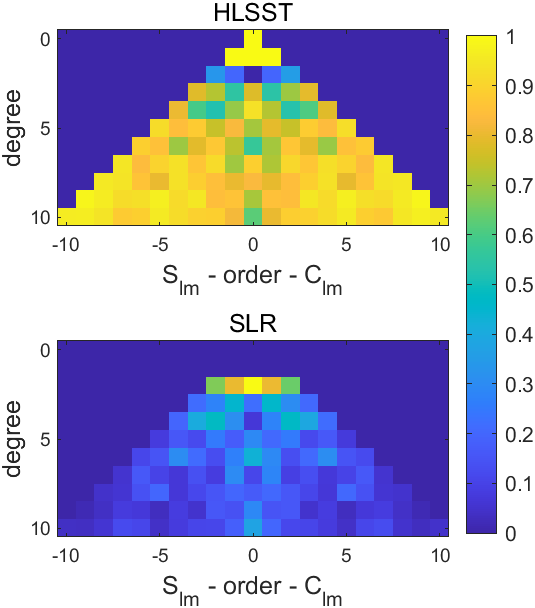 HLSST
0
5
10
degree
-10 -5 0 5 10
S_lm - order - C_lm
SLR
0
5
10
degree
-10 -5 0 5 10
S_lm - order - C_lm
1
0.9
0.8
0.7
0.6
0.5
0.4
0.3
0.2
0.1
0